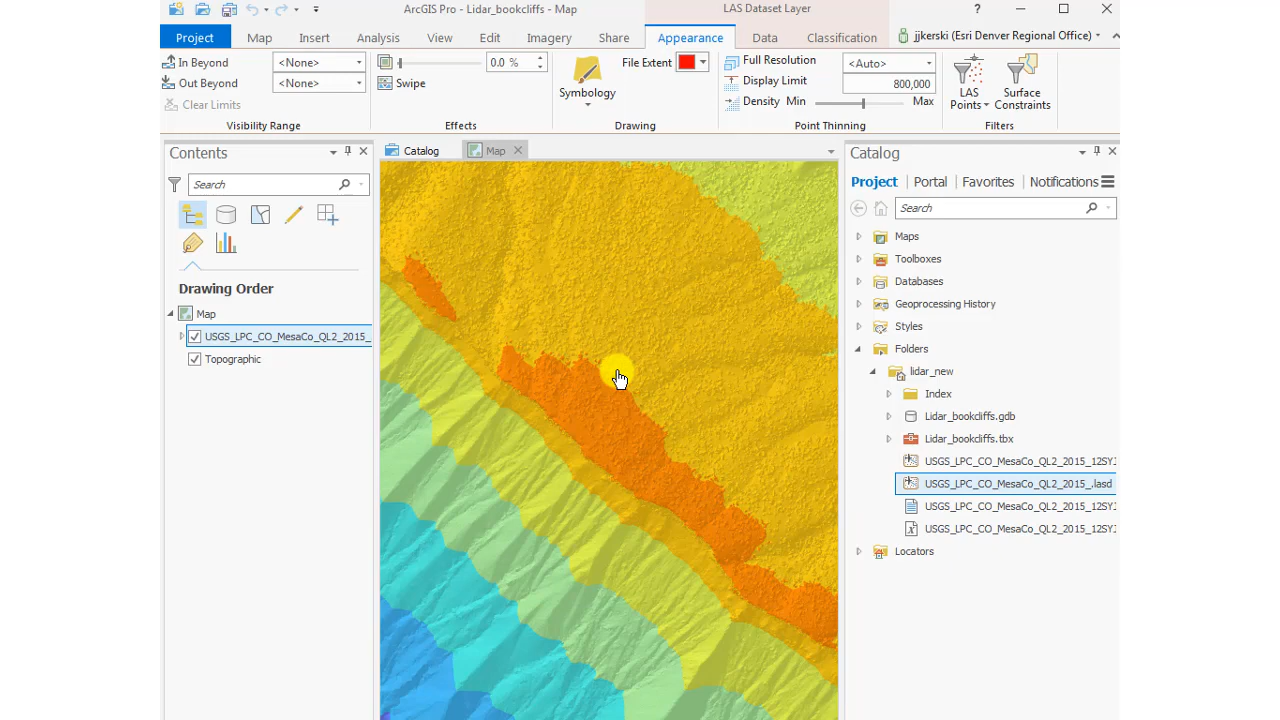 ArcGIS Pro - Lidar_bookcliffs - Map
LAS Dataset Layer
?
Project Map Insert Analysis View Edit Imagery Share Appearance Data Classification jjkerski (Esri Denver Regional Office)
In Beyond <None>
Out Beyond <None>
Clear Limits
Visibility Range
0.0 %
Swipe
Effects
Symbology
File Extent
Drawing
Full Resolution <Auto>
Display Limit 800,000
Density Min Max
Point Thinning
LAS Points
Surface Constraints
Filters
Contents
Search
Drawing Order
Map
USGS_LPC_CO_MesaCo_QL2_2015_
Topographic
Catalog Map
Catalog
Project Portal Favorites Notifications
Search
Maps
Toolboxes
Databases
Geoprocessing History
Styles
Folders
lidar_new
Index
Lidar_bookcliffs.gdb
Lidar_bookcliffs.tbx
USGS_LPC_CO_MesaCo_QL2_2015_12SYJ
USGS_LPC_CO_MesaCo_QL2_2015_.lasd
USGS_LPC_CO_MesaCo_QL2_2015_12SYJ
USGS_LPC_CO_MesaCo_QL2_2015_12SYJ
Locators